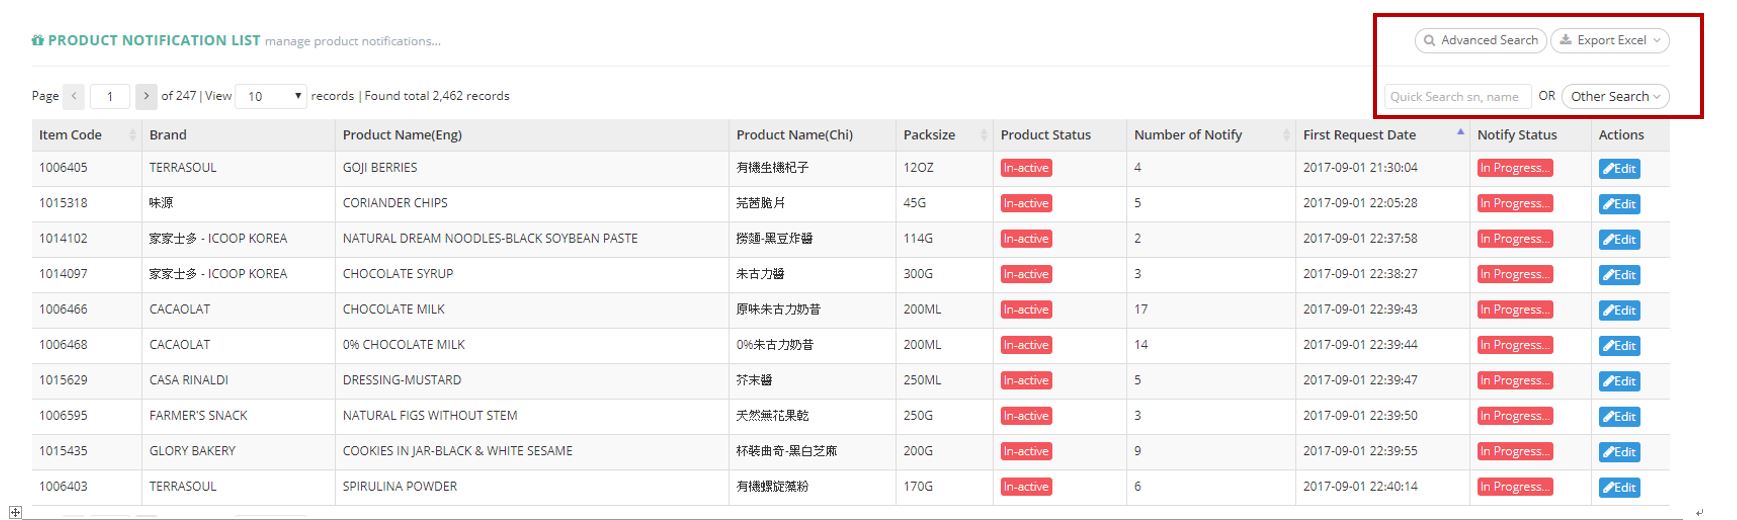 PRODUCT NOTIFICATION LIST manage product notifications...
Advanced Search Export Excel
Page 1 of 247 | View 10 records | Found total 2,462 records
Quick Search sn, name OR Other Search
Item Code Brand Product Name(Eng) Product Name(Chi) Packsize Product Status Number of Notify First Request Date Notify Status Actions
1006405 TERRASOUL GOJI BERRIES 有機生機杞子 12OZ In-active 4 2017-09-01 21:30:04 In Progress... Edit
1015318 味源 CORIANDER CHIPS 芫茜脆片 45G In-active 5 2017-09-01 22:05:28 In Progress... Edit
1014102 家家士多 - ICOOP KOREA NATURAL DREAM NOODLES-BLACK SOYBEAN PASTE 撈麵-黑豆炸醬 114G In-active 2 2017-09-01 22:37:58 In Progress... Edit
1014097 家家士多 - ICOOP KOREA CHOCOLATE SYRUP 朱古力醬 300G In-active 3 2017-09-01 22:38:27 In Progress... Edit
1006466 CACAOLAT CHOCOLATE MILK 原味朱古力奶昔 200ML In-active 17 2017-09-01 22:39:43 In Progress... Edit
1006468 CACAOLAT 0% CHOCOLATE MILK 0%朱古力奶昔 200ML In-active 14 2017-09-01 22:39:44 In Progress... Edit
1015629 CASA RINALDI DRESSING-MUSTARD 芥末醬 250ML In-active 5 2017-09-01 22:39:47 In Progress... Edit
1006595 FARMER'S SNACK NATURAL FIGS WITHOUT STEM 天然無花果乾 250G In-active 3 2017-09-01 22:39:50 In Progress... Edit
1015435 GLORY BAKERY COOKIES IN JAR-BLACK & WHITE SESAME 杯裝曲奇-黑白芝麻 200G In-active 9 2017-09-01 22:39:55 In Progress... Edit
1006403 TERRASOUL SPIRULINA POWDER 有機螺旋藻粉 170G In-active 6 2017-09-01 22:40:14 In Progress... Edit